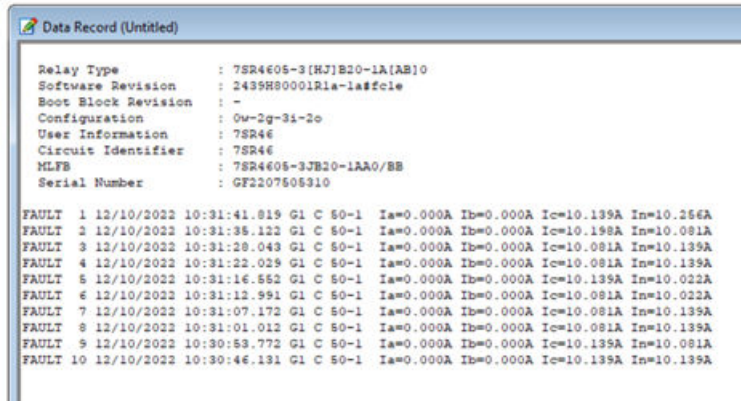 Data Record (Untitled)
Relay Type : 7SR4605-3[HJ]B20-1A[AB]0
Software Revision : 2439H80001R1a-1a#fc1e
Boot Block Revision : -
Configuration : 0w-2g-3i-2o
User Information : 7SR46
Circuit Identifier : 7SR46
MLFB : 7SR4605-3JB20-1AA0/BB
Serial Number : GF2207505310
FAULT 1 12/10/2022 10:31:41.819 G1 C 50-1 Ia=0.000A Ib=0.000A Ic=10.139A In=10.256A
FAULT 2 12/10/2022 10:31:35.122 G1 C 50-1 Ia=0.000A Ib=0.000A Ic=10.198A In=10.081A
FAULT 3 12/10/2022 10:31:28.043 G1 C 50-1 Ia=0.000A Ib=0.000A Ic=10.081A In=10.139A
FAULT 4 12/10/2022 10:31:22.029 G1 C 50-1 Ia=0.000A Ib=0.000A Ic=10.081A In=10.139A
FAULT 5 12/10/2022 10:31:16.552 G1 C 50-1 Ia=0.000A Ib=0.000A Ic=10.139A In=10.022A
FAULT 6 12/10/2022 10:31:12.991 G1 C 50-1 Ia=0.000A Ib=0.000A Ic=10.081A In=10.022A
FAULT 7 12/10/2022 10:31:07.172 G1 C 50-1 Ia=0.000A Ib=0.000A Ic=10.081A In=10.139A
FAULT 8 12/10/2022 10:31:01.012 G1 C 50-1 Ia=0.000A Ib=0.000A Ic=10.081A In=10.139A
FAULT 9 12/10/2022 10:30:53.772 G1 C 50-1 Ia=0.000A Ib=0.000A Ic=10.139A In=10.081A
FAULT 10 12/10/2022 10:30:46.131 G1 C 50-1 Ia=0.000A Ib=0.000A Ic=10.139A In=10.139A